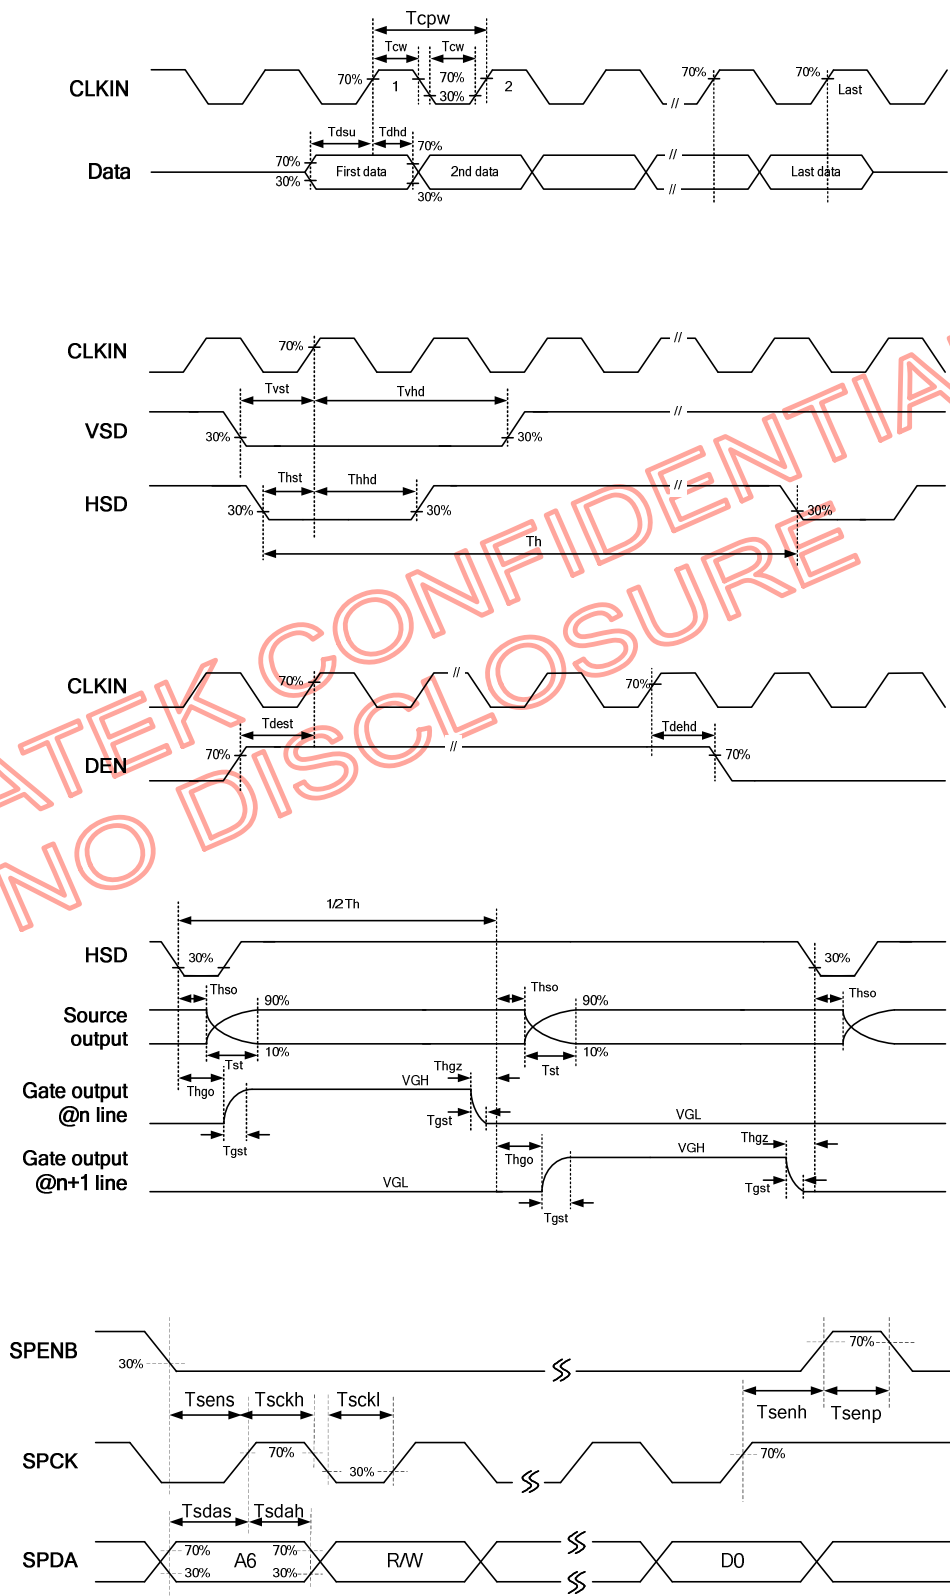 Tcpw
Tcw Tcw
CLKIN 70% 1 70% 30% 2 70% 70% Last
//
Tdsu Tdhd
70%
Data 70% 30% First data 2nd data // // Last data
30%
CLKIN 70% //
Tvst Tvhd
VSD 30% 30% //
Thst Thhd
HSD 30% 30% // 30%
Th
CLKIN 70% // 70%
Tdest Tdehd
DEN 70% // 70%
1/2Th
HSD 30% 30%
Thso Thso Thso
Source output 90% 90%
10% 10%
Tst Tst
Thgo VGH Thgz
Gate output @n line VGL
Tgst Tgst
Thgo VGH Thgz
Gate output @n+1 line VGL
Tgst Tgst
SPENB 30% 70%
Tsens Tsckh Tsckl Tsenh Tsenp
SPCK 70% 30% 70%
Tsdas Tsdah
SPDA 70% 30% A6 70% 30% R/W D0
ATEK CONFIDENTIA
NO DISCLOSURE